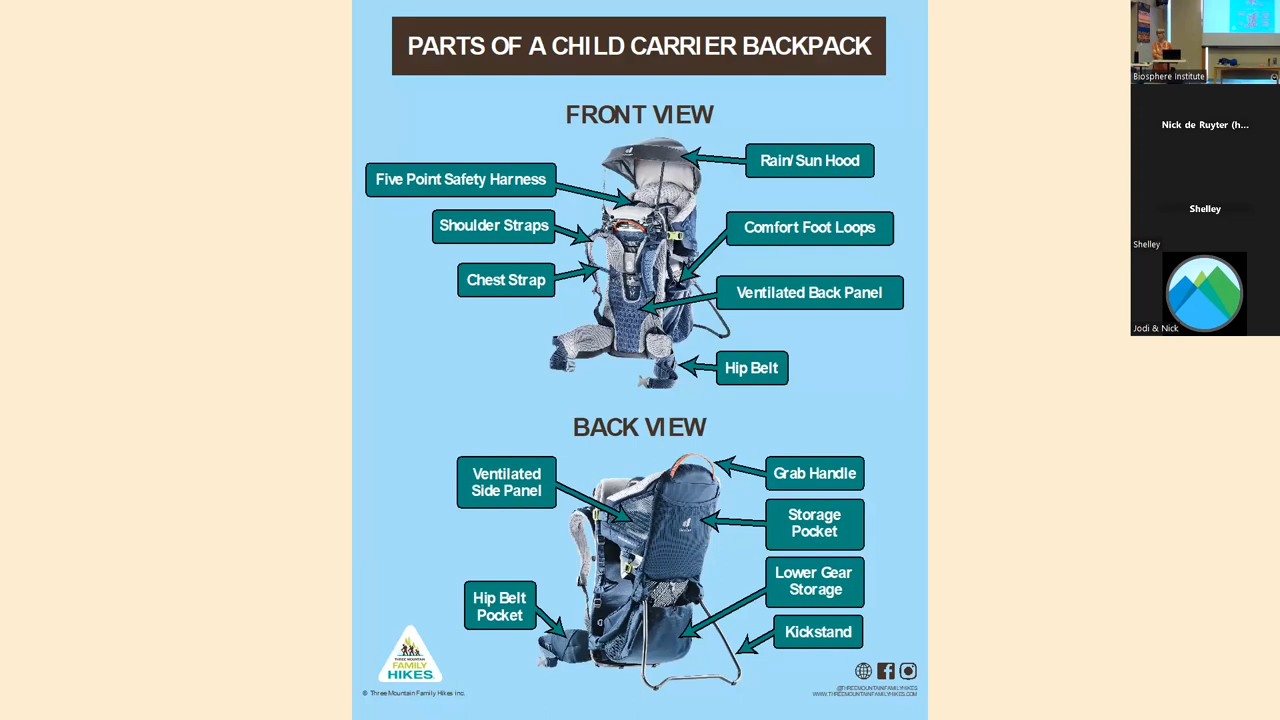 PARTS OF A CHILD CARRIER BACKPACK
FRONT VIEW
Rain/Sun Hood
Five Point Safety Harness
Shoulder Straps
Comfort Foot Loops
Chest Strap
Ventilated Back Panel
Hip Belt
BACK VIEW
Ventilated
Side Panel
Grab Handle
Storage
Pocket
Lower Gear
Storage
Hip Belt
Pocket
Kickstand
THREE MOUNTAIN
FAMILY
HIKES
© Three Mountain Family Hikes Inc.
@THREEMOUNTAINFAMILYHIKES
WWW.THREEMOUNTAINFAMILYHIKES.COM
Biosphere Institute
Nick de Ruyter (h...
Shelley
Shelley
Jodi & Nick